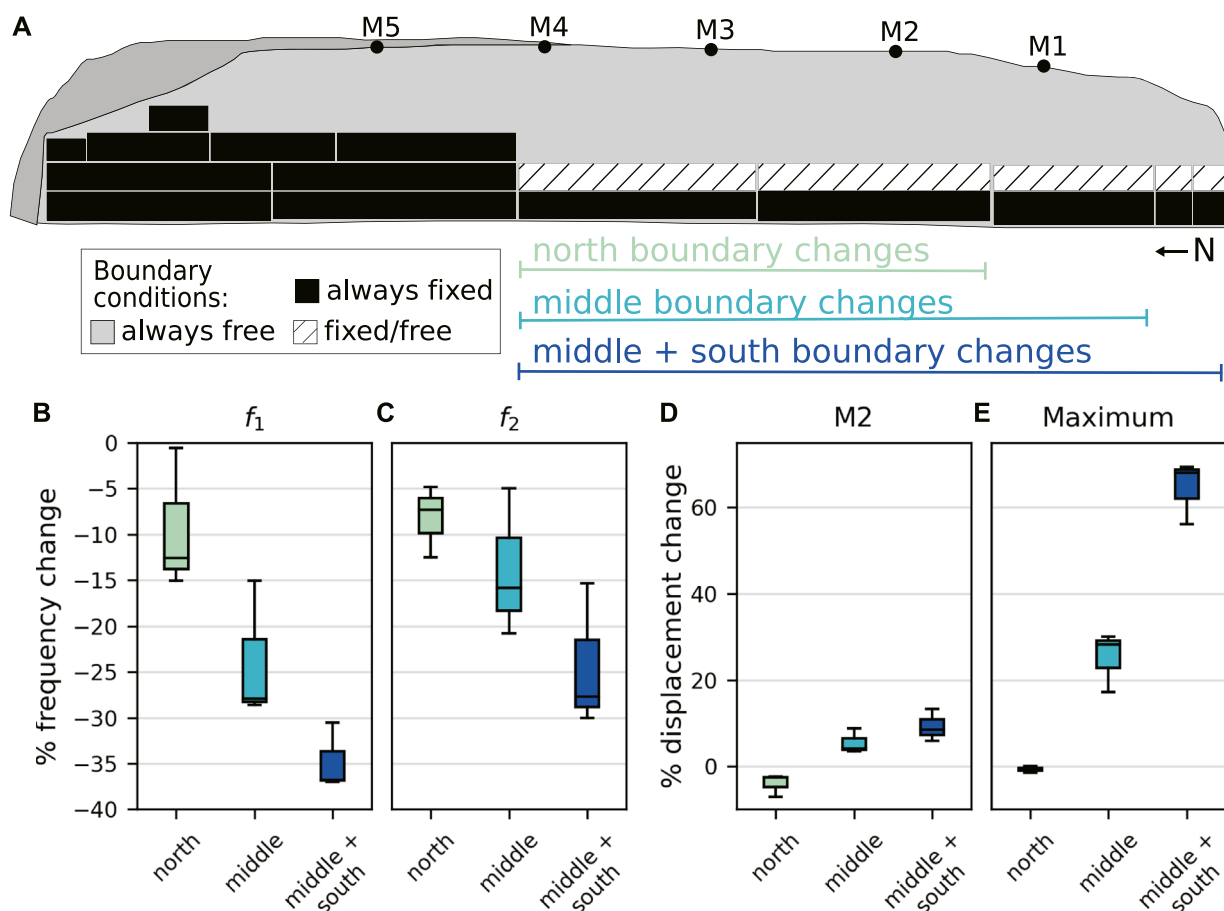 A
M5
M4
M3
M2
M1
Boundary
conditions:
always fixed
always free
fixed/free
north boundary changes
middle boundary changes
middle + south boundary changes
←N
B
f₁
C
f₂
D
M2
E
Maximum
% frequency change
0
−5
−10
−15
−20
−25
−30
−35
−40
north
middle
middle +
south
north
middle
middle +
south
% displacement change
60
40
20
0
north
middle
middle +
south
north
middle
middle +
south